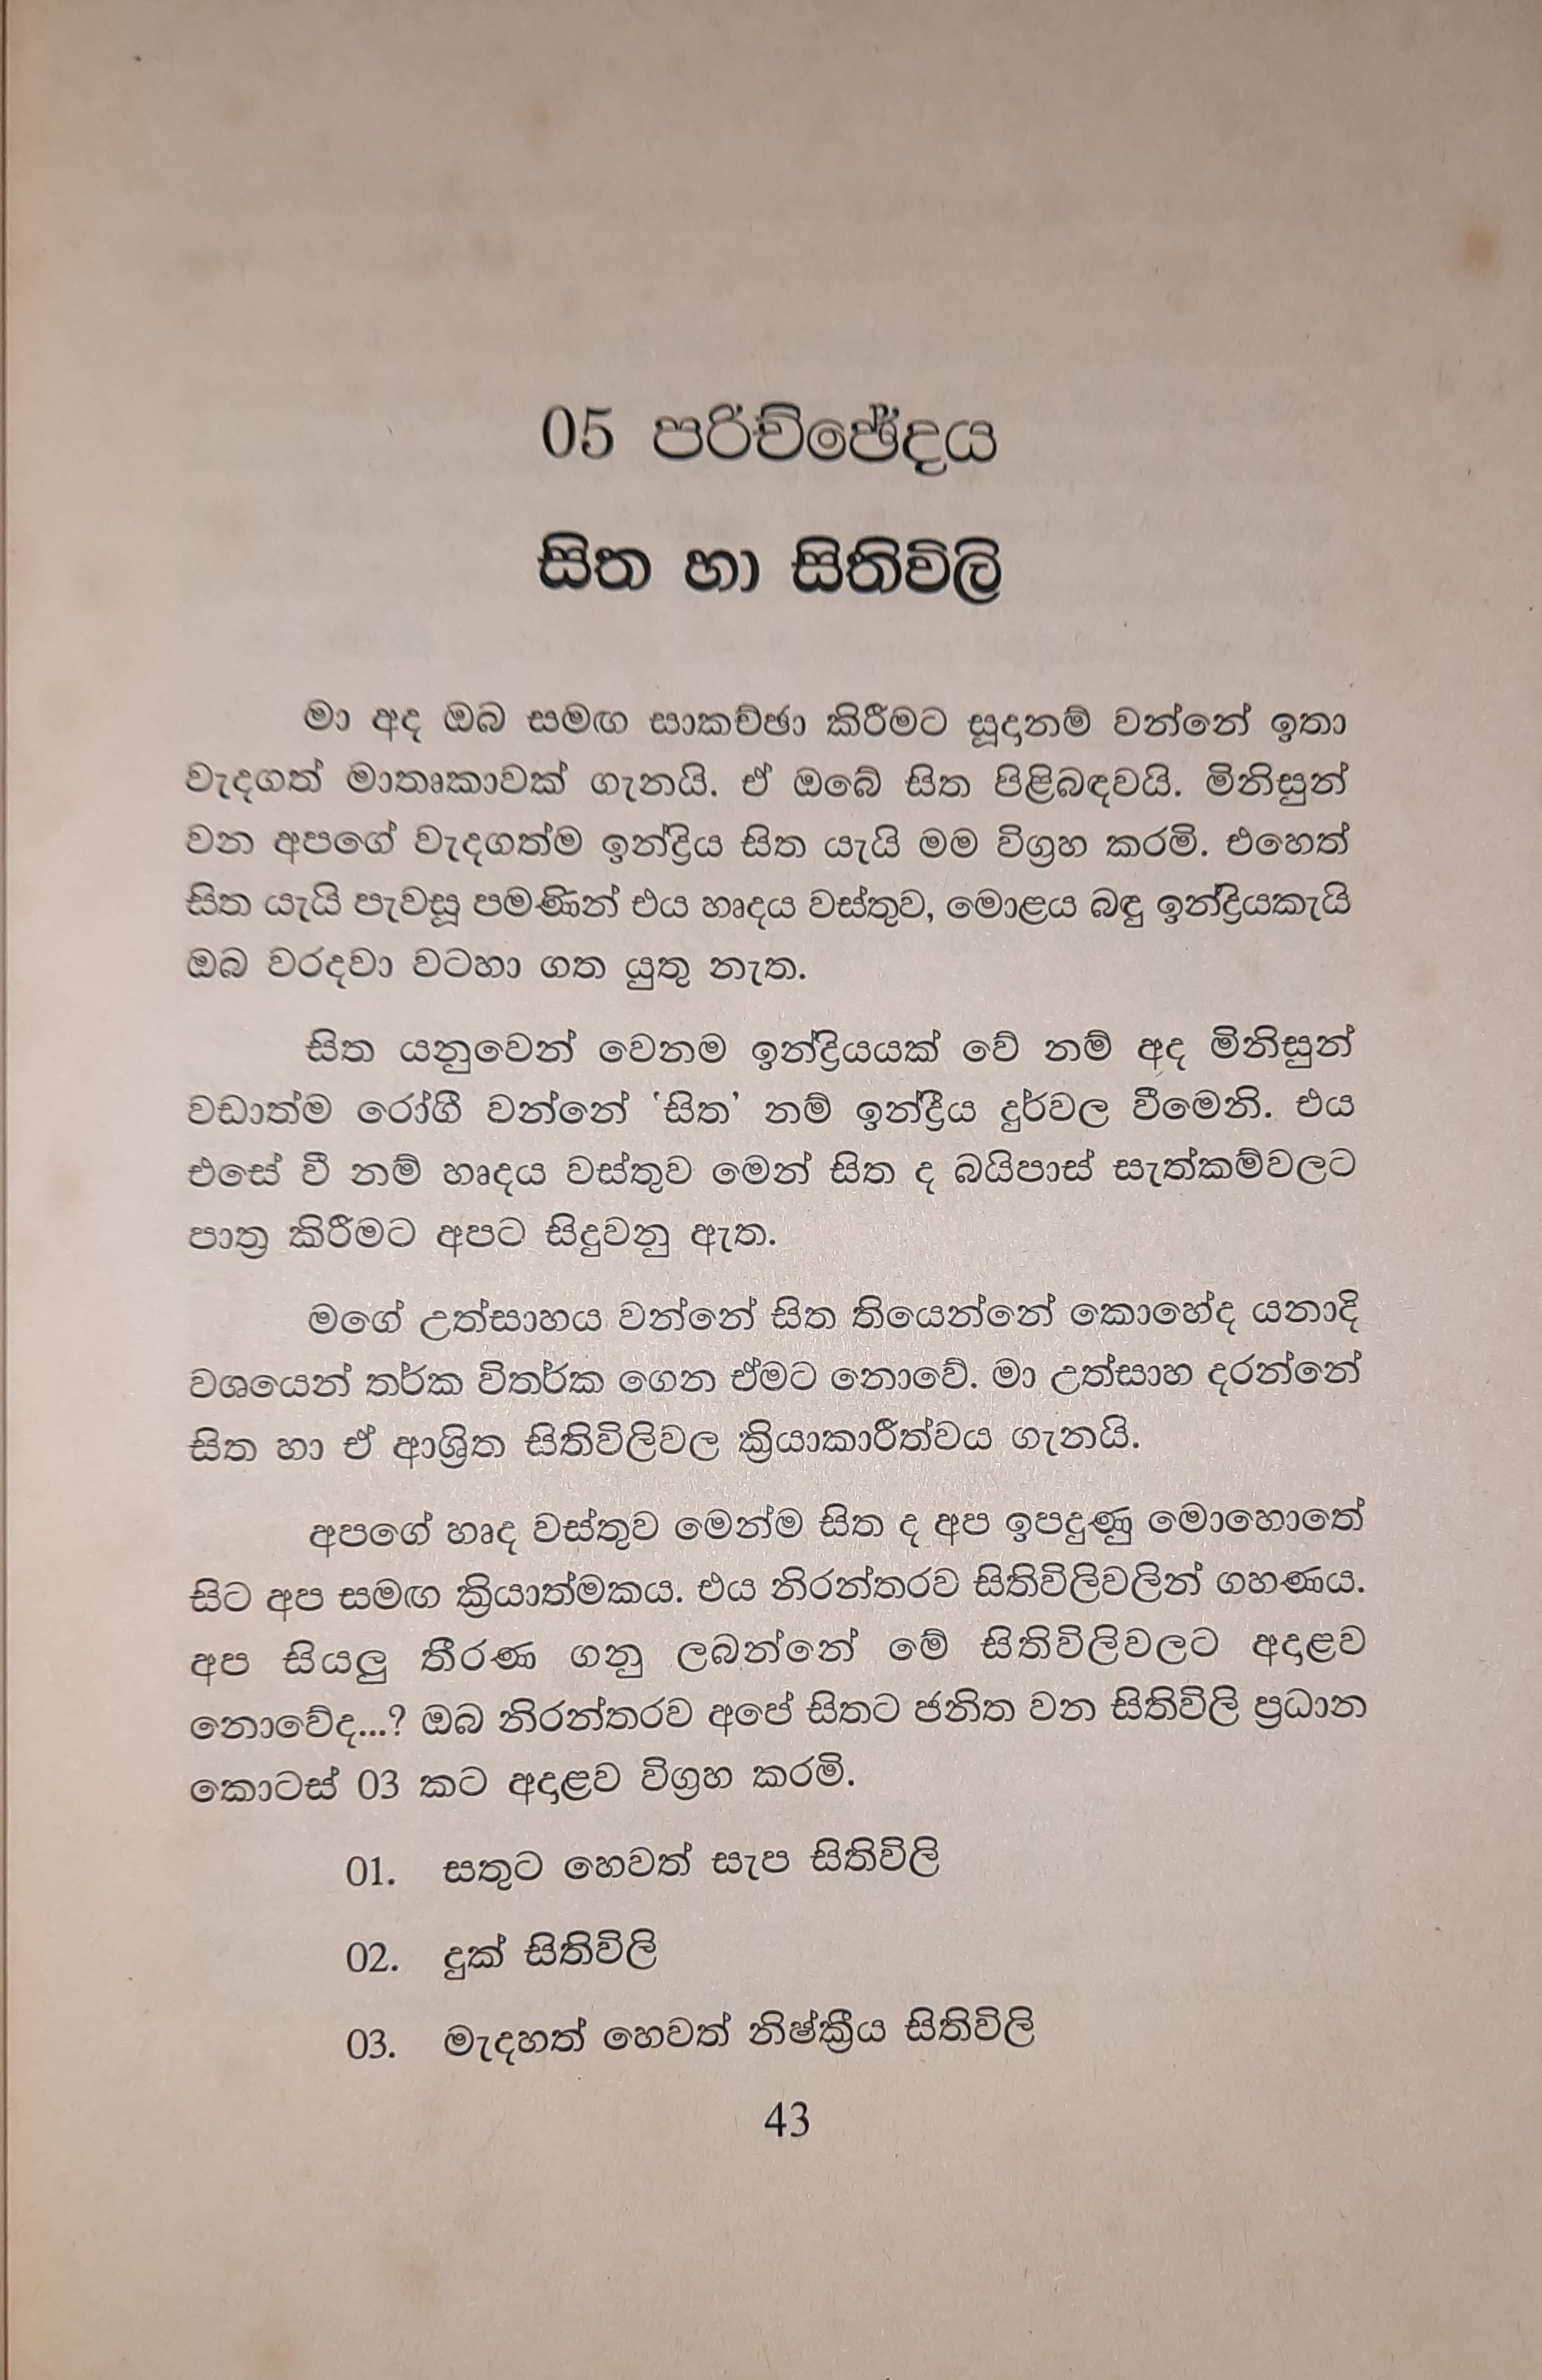 05 පරිච්ඡේදය
සිත හා සිතිවිලි
මා අද ඔබ සමඟ සාකච්ඡා කිරීමට සූදානම් වන්නේ ඉතා
වැදගත් මාතෘකාවක් ගැනයි. ඒ ඔබේ සිත පිළිබඳවයි. මිනිසුන්
වන අපගේ වැදගත්ම ඉන්ද්‍රිය සිත යැයි මම විග්‍රහ කරමි. එහෙත්
සිත යැයි පැවසූ පමණින් එය හෘදය වස්තුව, මොළය බඳු ඉන්ද්‍රියකැයි
ඔබ වරදවා වටහා ගත යුතු නැත.
සිත යනුවෙන් වෙනම ඉන්ද්‍රියයක් වේ නම් අද මිනිසුන්
වඩාත්ම රෝගී වන්නේ ‘සිත’ නම් ඉන්ද්‍රීය දුර්වල වීමෙනි. එය
එසේ වී නම් හෘදය වස්තුව මෙන් සිත ද බයිපාස් සැත්කම්වලට
පාත්‍ර කිරීමට අපට සිදුවනු ඇත.
මගේ උත්සාහය වන්නේ සිත තියෙන්නේ කොහේද යනාදි
වශයෙන් තර්ක විතර්ක ගෙන ඒමට නොවේ. මා උත්සාහ දරන්නේ
සිත හා ඒ ආශ්‍රිත සිතිවිලිවල ක්‍රියාකාරීත්වය ගැනයි.
අපගේ හෘද වස්තුව මෙන්ම සිත ද අප ඉපදුණු මොහොතේ
සිට අප සමඟ ක්‍රියාත්මකය. එය නිරන්තරව සිතිවිලිවලින් ගහණය.
අප සියලු තීරණ ගනු ලබන්නේ මේ සිතිවිලිවලට අදාළව
නොවේද...? ඔබ නිරන්තරව අපේ සිතට ජනිත වන සිතිවිලි ප්‍රධාන
කොටස් 03 කට අදාළව විග්‍රහ කරමි.
01. සතුට හෙවත් සැප සිතිවිලි
02. දුක් සිතිවිලි
03. මැදහත් හෙවත් නිෂ්ක්‍රීය සිතිවිලි
43